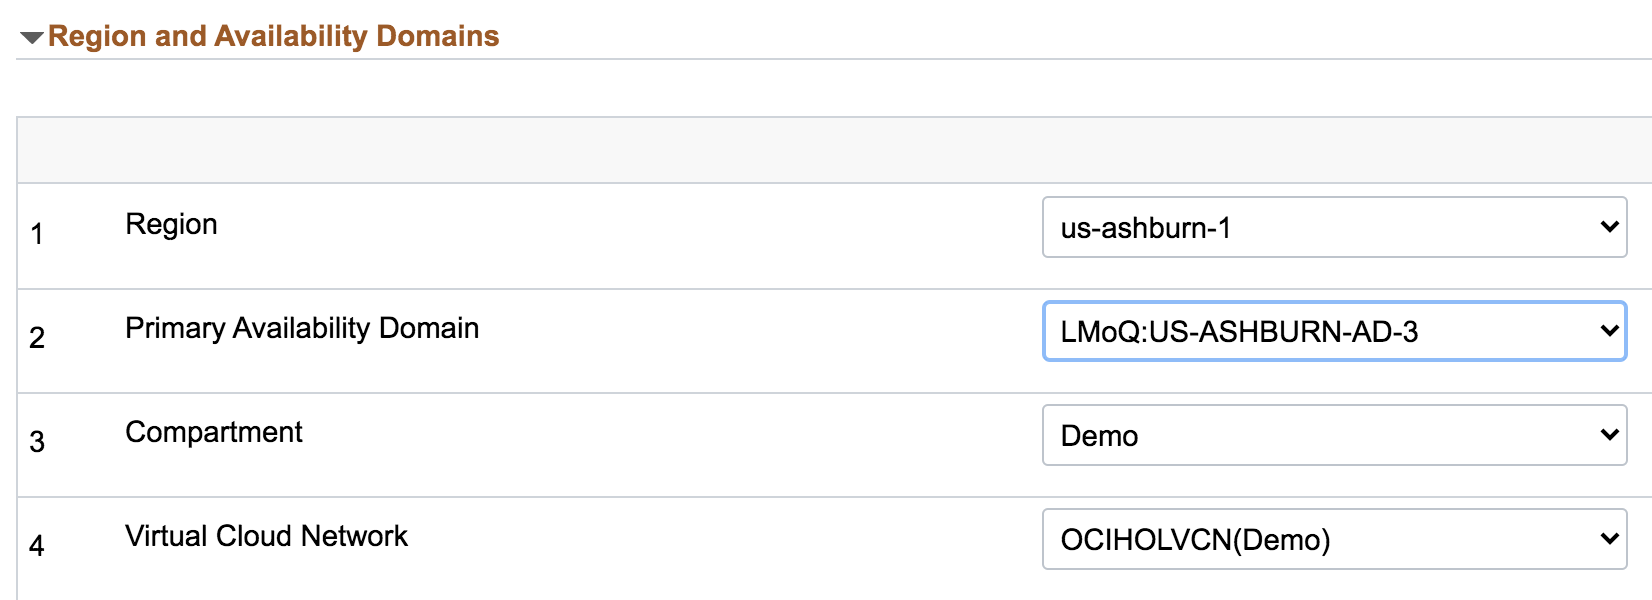 Region and Availability Domains
1 Region us-ashburn-1
2 Primary Availability Domain LMoQ:US-ASHBURN-AD-3
3 Compartment Demo
4 Virtual Cloud Network OCIHOLVCN(Demo)